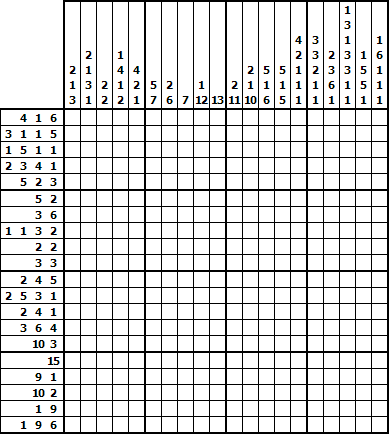 1
3
4 3 1 1
2 1 2 3 2 3 1 6
2 1 4 4 2 5 5 1 2 3 3 5 1
1 3 2 1 2 5 2 1 2 1 1 1 1 1 6 1 5 1
3 1 2 2 1 7 6 7 12 13 11 10 6 5 1 1 1 1 1 1
4 1 6
3 1 1 5
1 5 1 1
2 3 4 1
5 2 3
5 2
3 6
1 1 3 2
2 2
3 3
2 4 5
2 5 3 1
2 4 1
3 6 4
10 3
15
9 1
10 2
1 9
1 9 6